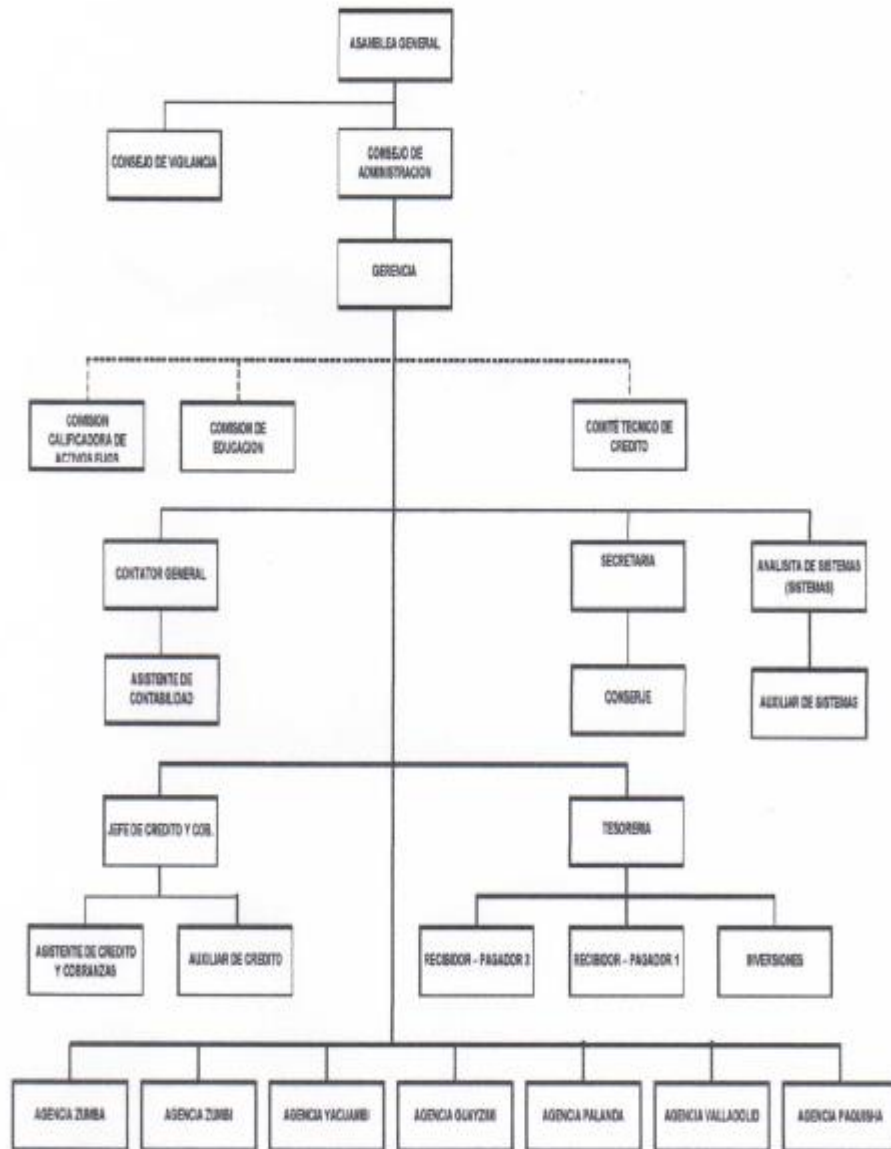 ASAMBLEA GENERAL
CONSEJO DE VIGILANCIA
CONSEJO DE
ADMINISTRACION
GERENCIA
COMISION
CALIFICADORA DE
ACTIVOS FIJOS
COMISION DE
EDUCACION
COMITE TECNICO DE
CREDITO
CONTATOR GENERAL
SECRETARIA
ANALISITA DE SISTEMAS
(SISTEMAS)
ASISTENTE DE
CONTABILIDAD
CONSERJE
AUXILIAR DE SISTEMAS
JEFE DE CREDITO Y COB.
TESORERIA
ASISTENTE DE CREDITO
Y COBRANZAS
AUXILIAR DE CREDITO
RECIBIDOR – PAGADOR 2
RECIBIDOR – PAGADOR 1
INVERSIONES
AGENCIA ZUMBA
AGENCIA ZUMBI
AGENCIA YACUAMBI
AGENCIA GUAYZIMI
AGENCIA PALANDA
AGENCIA VALLADOLID
AGENCIA PAQUISHA